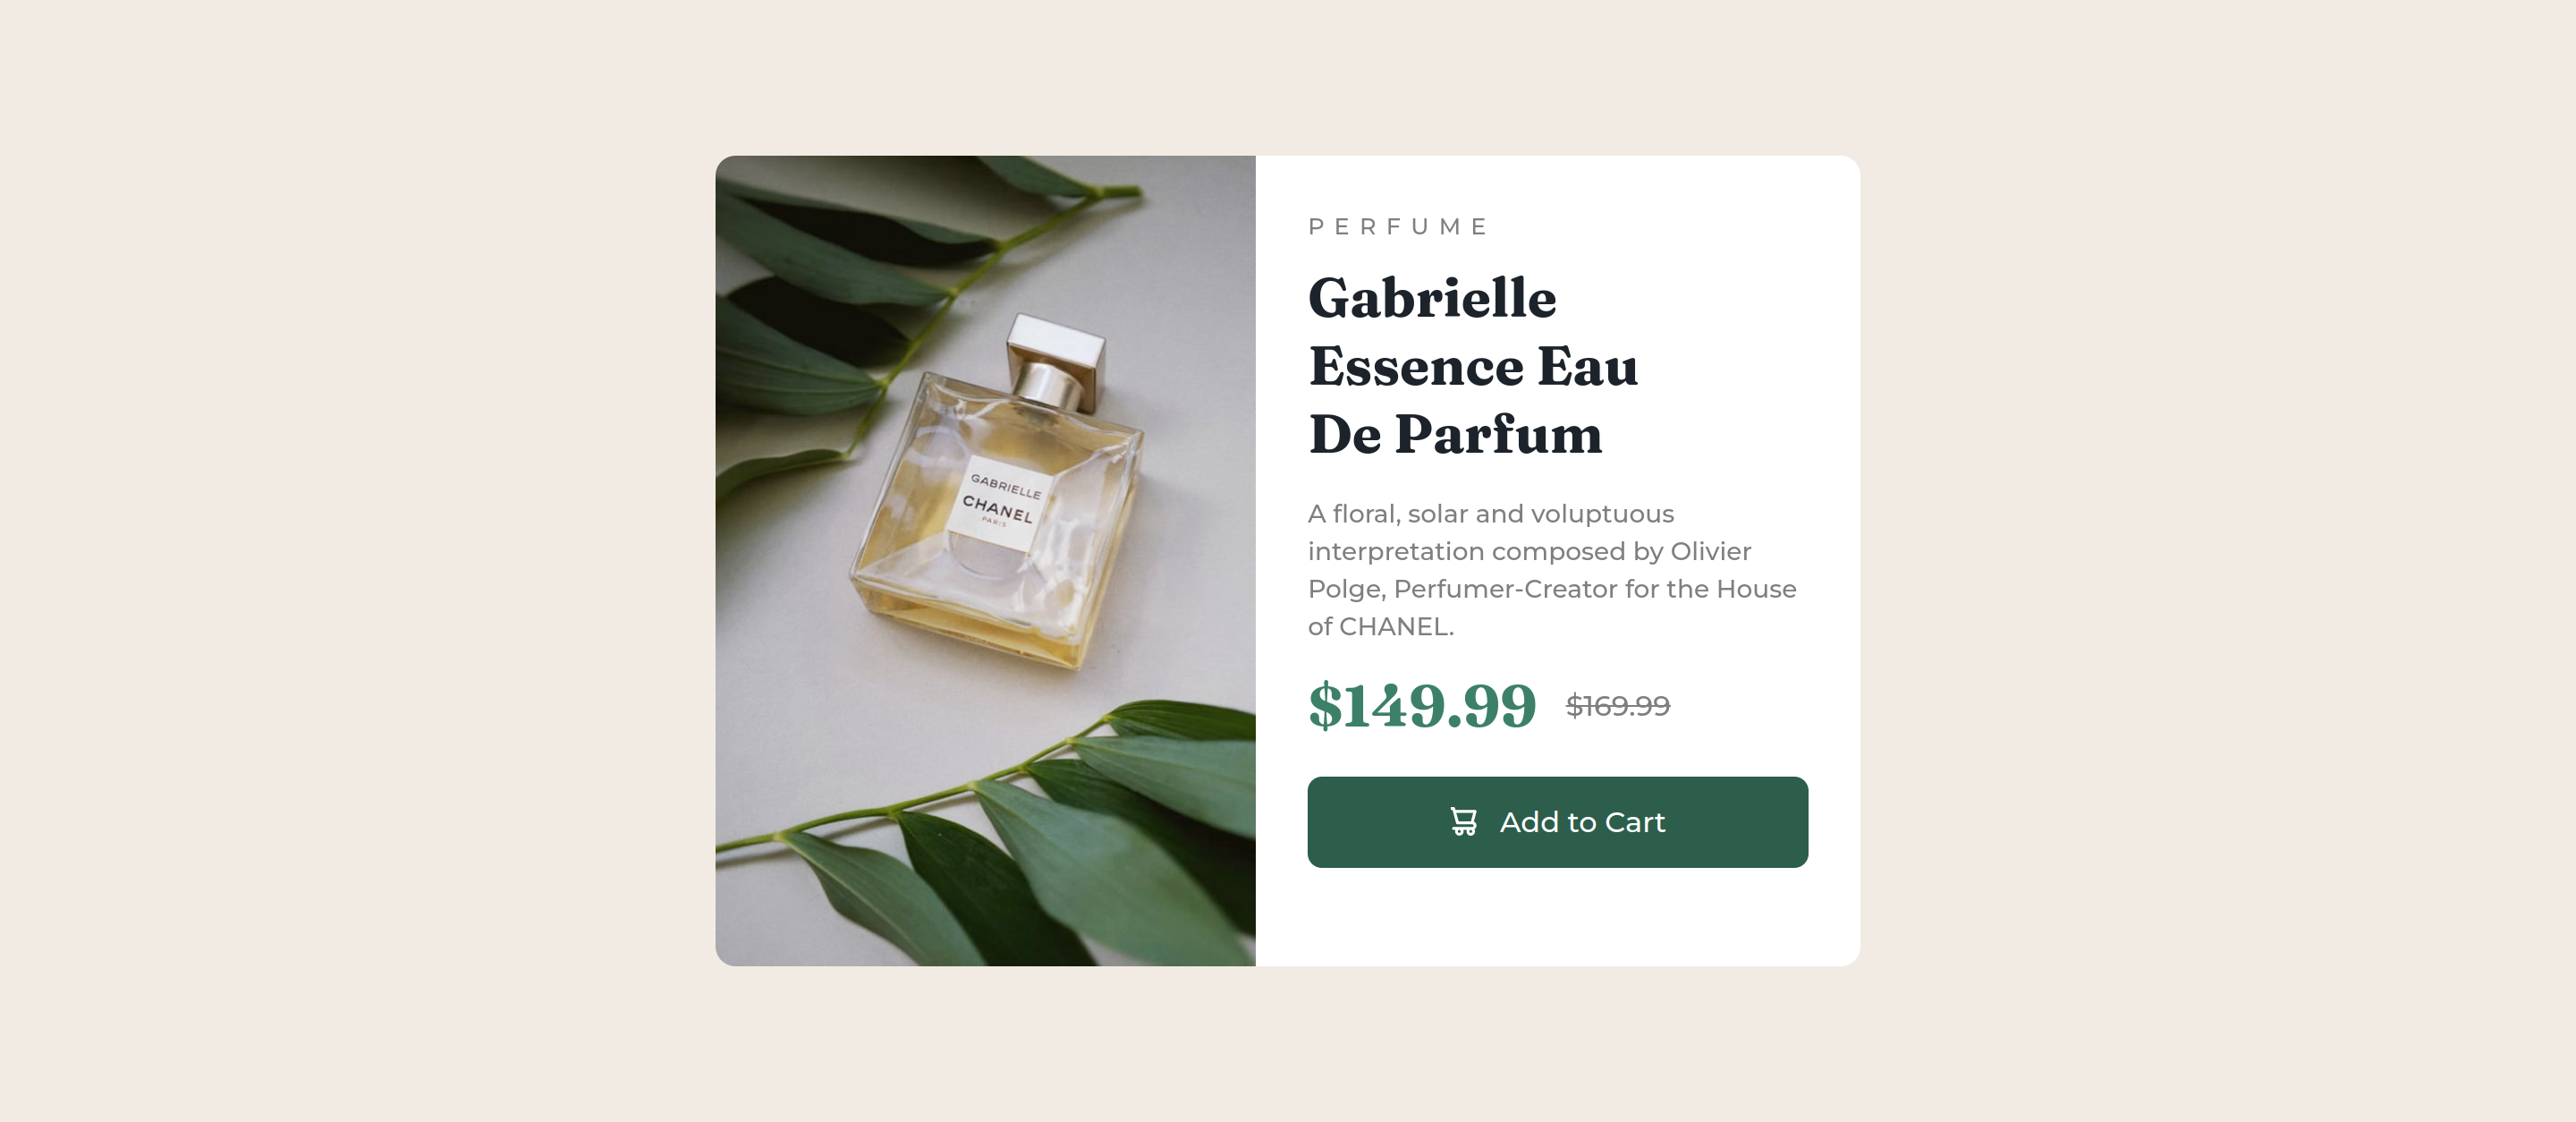 GABRIELLE
CHANEL
PARIS
PERFUME
Gabrielle
Essence Eau
De Parfum
A floral, solar and voluptuous
interpretation composed by Olivier
Polge, Perfumer-Creator for the House
of CHANEL.
$149.99 $169.99
Add to Cart